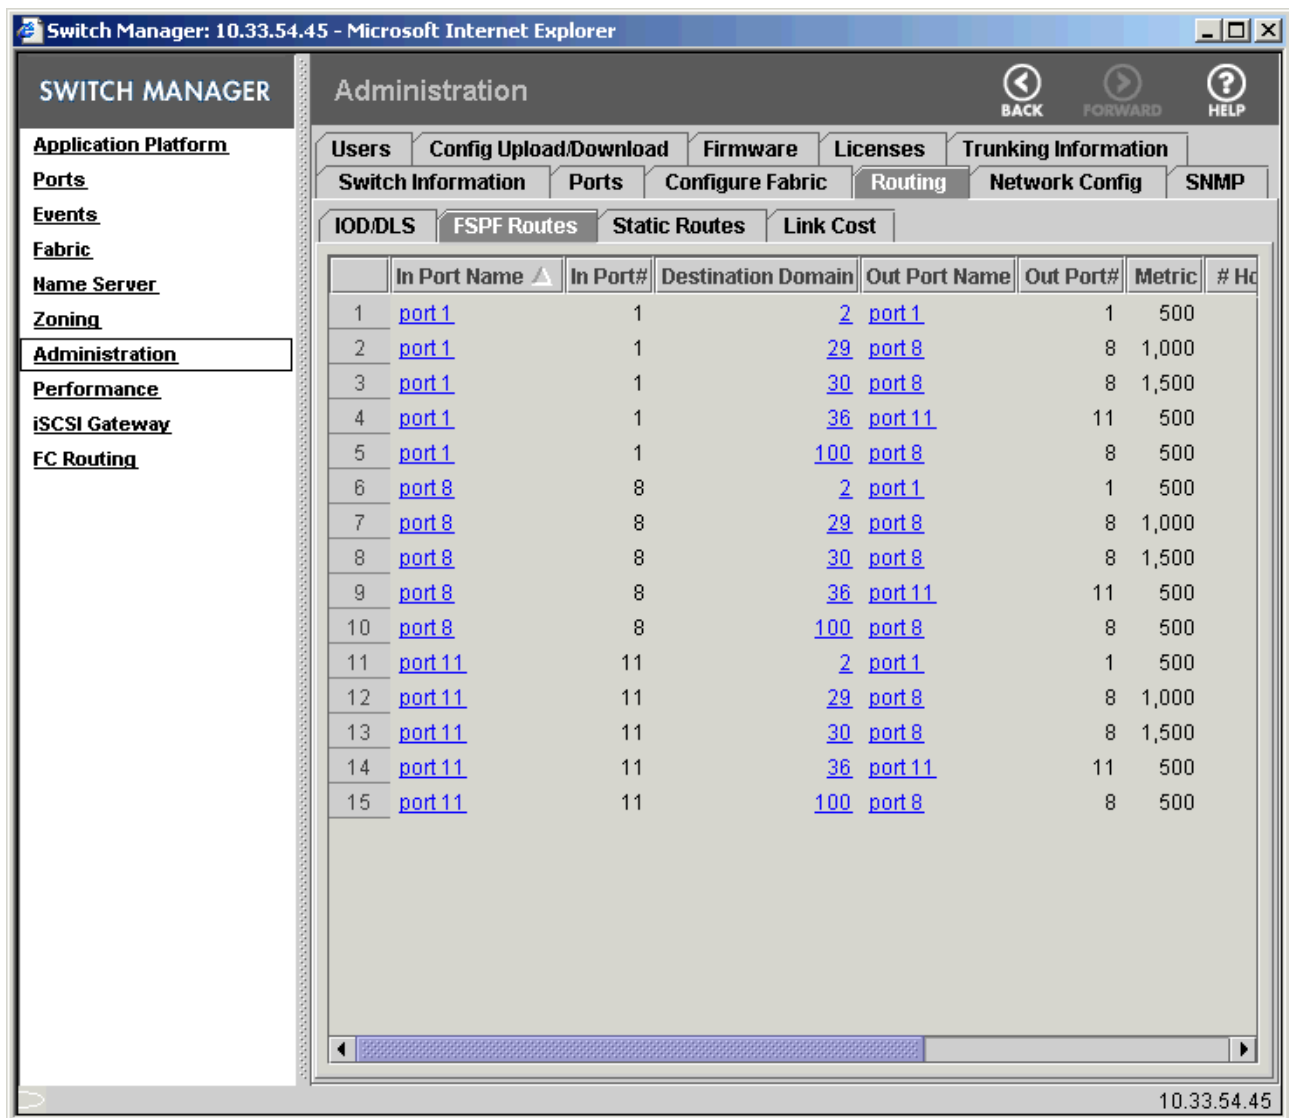 Switch Manager: 10.33.54.45 - Microsoft Internet Explorer
SWITCH MANAGER
Administration
BACK FORWARD HELP
Application Platform
Ports
Events
Fabric
Name Server
Zoning
Administration
Performance
iSCSI Gateway
FC Routing
Users Config Upload/Download Firmware Licenses Trunking Information
Switch Information Ports Configure Fabric Routing Network Config SNMP
IOD/DLS FSPF Routes Static Routes Link Cost
In Port Name In Port# Destination Domain Out Port Name Out Port# Metric # Ho
1 port 1 1 2 port 1 1 500
2 port 1 1 29 port 8 8 1,000
3 port 1 1 30 port 8 8 1,500
4 port 1 1 36 port 11 11 500
5 port 1 1 100 port 8 8 500
6 port 8 8 2 port 1 1 500
7 port 8 8 29 port 8 8 1,000
8 port 8 8 30 port 8 8 1,500
9 port 8 8 36 port 11 11 500
10 port 8 8 100 port 8 8 500
11 port 11 11 2 port 1 1 500
12 port 11 11 29 port 8 8 1,000
13 port 11 11 30 port 8 8 1,500
14 port 11 11 36 port 11 11 500
15 port 11 11 100 port 8 8 500
10.33.54.45